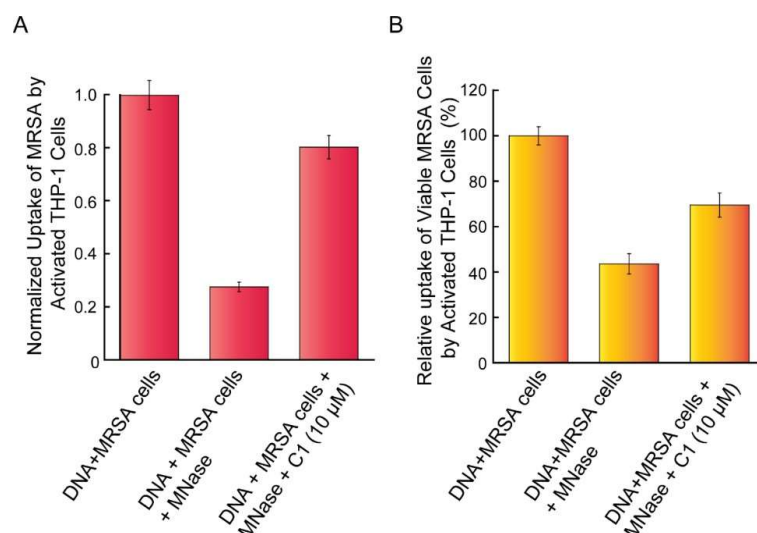 A
Normalized Uptake of MRSA by
Activated THP-1 Cells
1.0
0.8
0.6
0.4
0.2
0
DNA+MRSA cells
DNA + MRSA cells
+ MNase
DNA + MRSA cells +
MNase + C1 (10 µM)
B
Relative uptake of Viable MRSA Cells
by Activated THP-1 Cells (%)
120
100
80
60
40
20
0
DNA+MRSA cells
DNA+MRSA cells
+ MNase
DNA+MRSA cells +
MNase + C1 (10 µM)